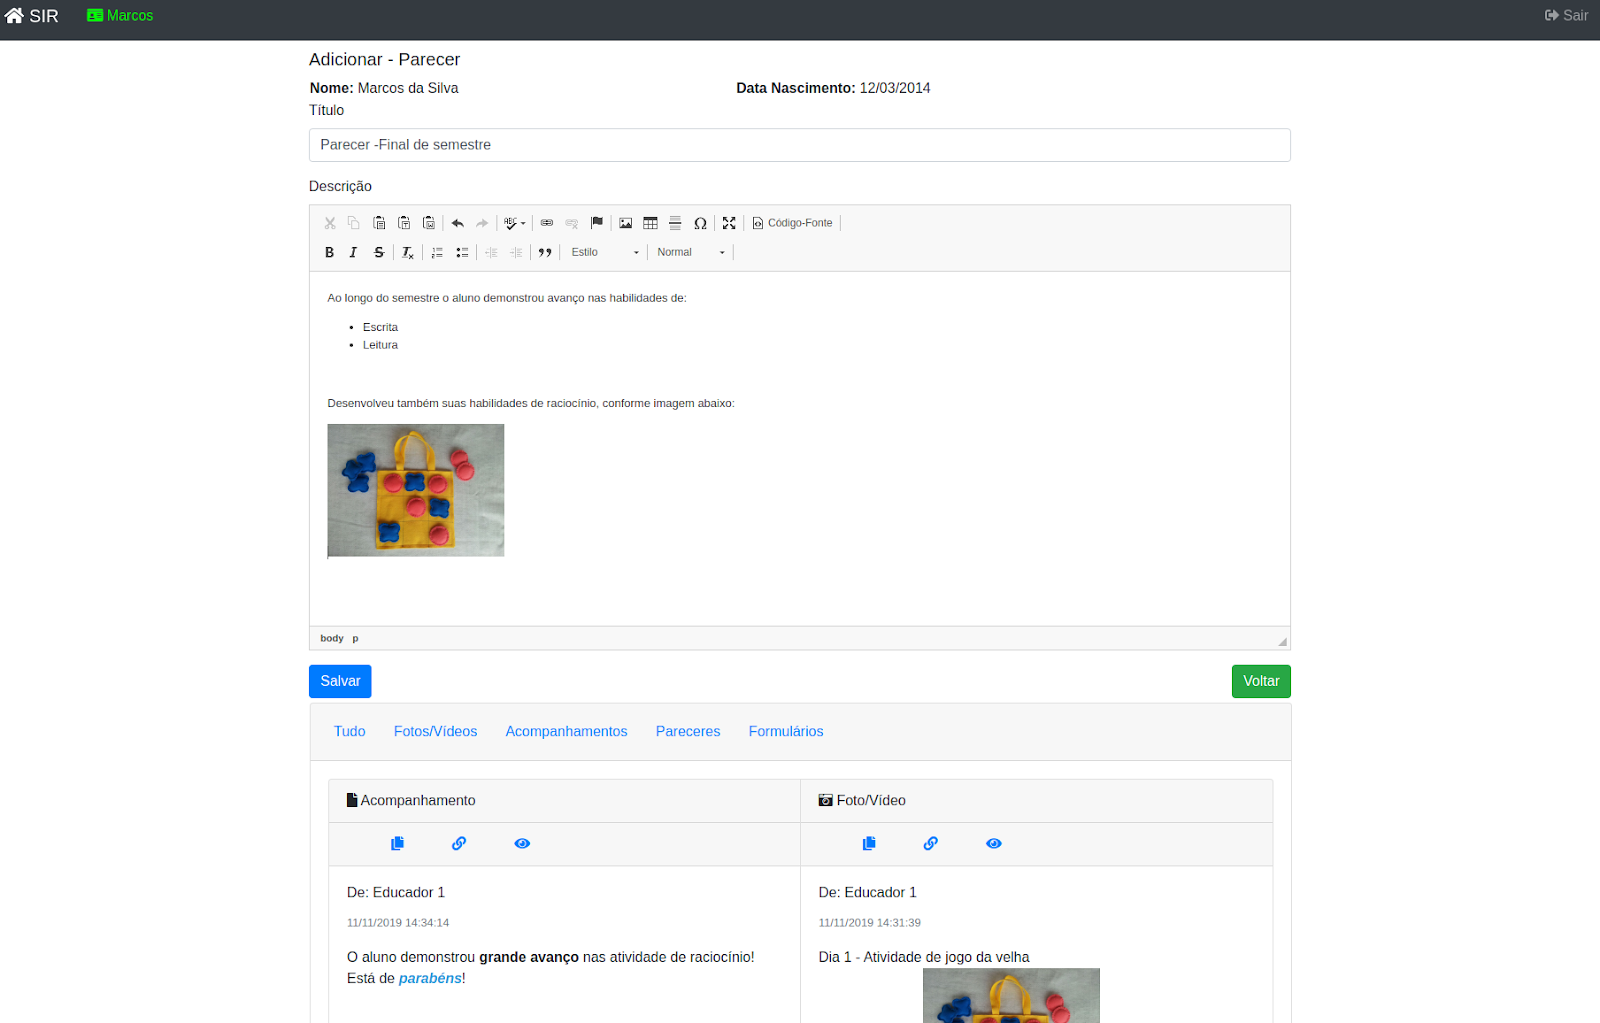 SIR Marcos Sair
Adicionar - Parecer
Nome: Marcos da Silva Data Nascimento: 12/03/2014
Título
Parecer -Final de semestre
Descrição
ABC Ω Código-Fonte
B I S Ix Estilo Normal
Ao longo do semestre o aluno demonstrou avanço nas habilidades de:
• Escrita
• Leitura
Desenvolveu também suas habilidades de raciocínio, conforme imagem abaixo:
body p
Salvar Voltar
Tudo Fotos/Vídeos Acompanhamentos Pareceres Formulários
Acompanhamento Foto/Vídeo
De: Educador 1 De: Educador 1
11/11/2019 14:34:14 11/11/2019 14:31:39
O aluno demonstrou grande avanço nas atividade de raciocínio! Dia 1 - Atividade de jogo da velha
Está de parabéns!